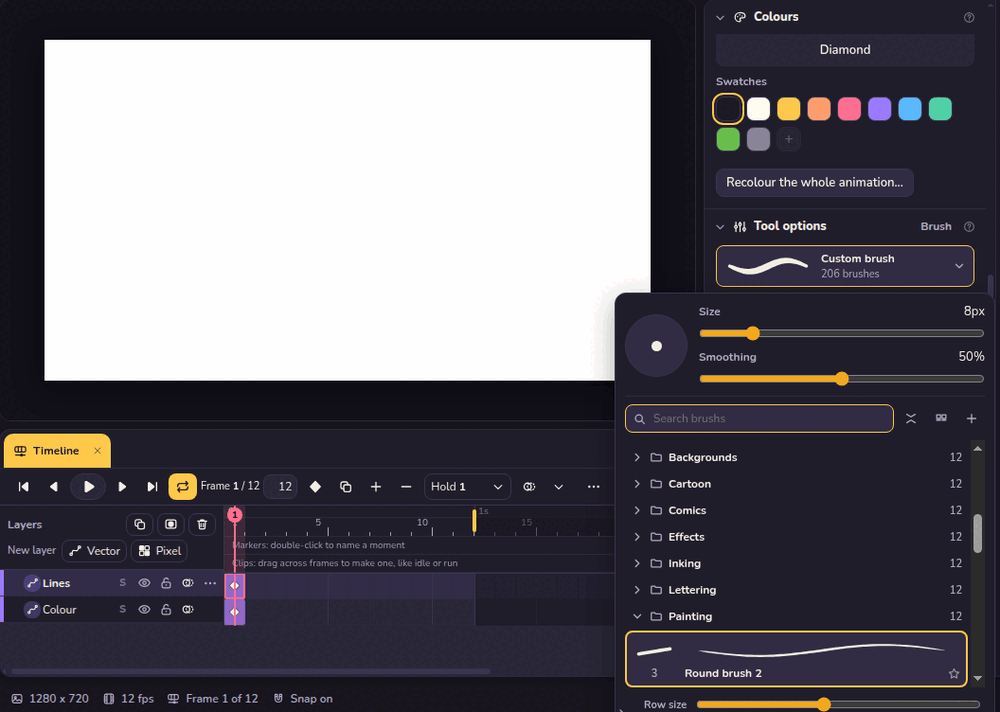 Colours
Diamond
Swatches
+
Recolour the whole animation...
Tool options Brush
Custom brush
206 brushes
Size 8px
Smoothing 50%
Search brushs
Backgrounds 12
Cartoon 12
Comics 12
Effects 12
Inking 12
Lettering 12
Painting 12
3 Round brush 2
Row size
Timeline
Frame 1 / 12 12 Hold 1
Layers
1 5 10 1s 15
New layer Vector Pixel
Markers: double-click to name a moment
Clips: drag across frames to make one, like idle or run
Lines S
Colour S
1280 x 720 12 fps Frame 1 of 12 Snap on